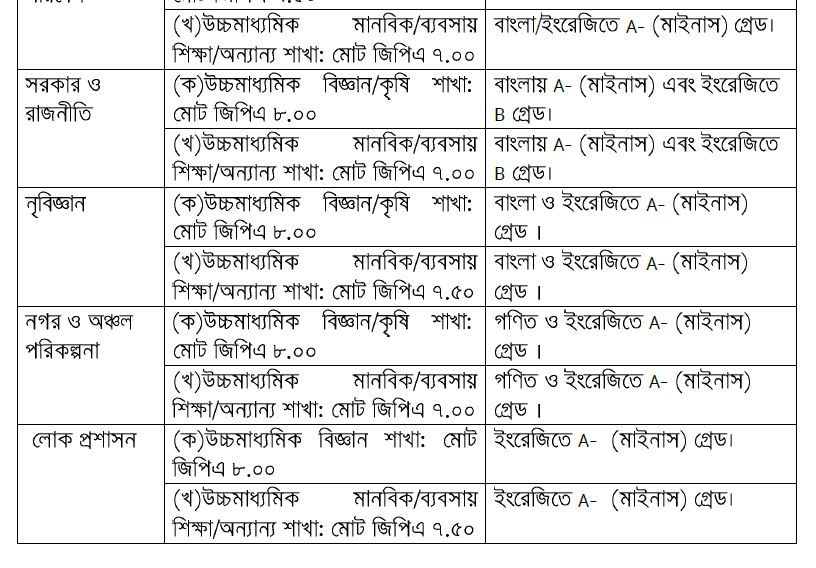 (খ)উচ্চমাধ্যমিক মানবিক/ব্যবসায়
শিক্ষা/অন্যান্য শাখা: মোট জিপিএ ৭.০০
বাংলা/ইংরেজিতে A- (মাইনাস) গ্রেড।
সরকার ও
রাজনীতি
(ক)উচ্চমাধ্যমিক বিজ্ঞান/কৃষি শাখা:
মোট জিপিএ ৮.০০
বাংলায় A- (মাইনাস) এবং ইংরেজিতে
B গ্রেড।
(খ)উচ্চমাধ্যমিক মানবিক/ব্যবসায়
শিক্ষা/অন্যান্য শাখা: মোট জিপিএ ৭.০০
বাংলায় A- (মাইনাস) এবং ইংরেজিতে
B গ্রেড।
নৃবিজ্ঞান
(ক)উচ্চমাধ্যমিক বিজ্ঞান/কৃষি শাখা:
মোট জিপিএ ৮.০০
বাংলা ও ইংরেজিতে A- (মাইনাস)
গ্রেড ।
(খ)উচ্চমাধ্যমিক মানবিক/ব্যবসায়
শিক্ষা/অন্যান্য শাখা: মোট জিপিএ ৭.৫০
বাংলা ও ইংরেজিতে A- (মাইনাস)
গ্রেড ।
নগর ও অঞ্চল
পরিকল্পনা
(ক)উচ্চমাধ্যমিক বিজ্ঞান/কৃষি শাখা:
মোট জিপিএ ৮.০০
গণিত ও ইংরেজিতে A- (মাইনাস)
গ্রেড ।
(খ)উচ্চমাধ্যমিক মানবিক/ব্যবসায়
শিক্ষা/অন্যান্য শাখা: মোট জিপিএ ৭.০০
গণিত ও ইংরেজিতে A- (মাইনাস)
গ্রেড ।
লোক প্রশাসন
(ক)উচ্চমাধ্যমিক বিজ্ঞান শাখা: মোট
জিপিএ ৮.০০
ইংরেজিতে A- (মাইনাস) গ্রেড।
(খ)উচ্চমাধ্যমিক মানবিক/ব্যবসায়
শিক্ষা/অন্যান্য শাখা: মোট জিপিএ ৭.৫০
ইংরেজিতে A- (মাইনাস) গ্রেড।